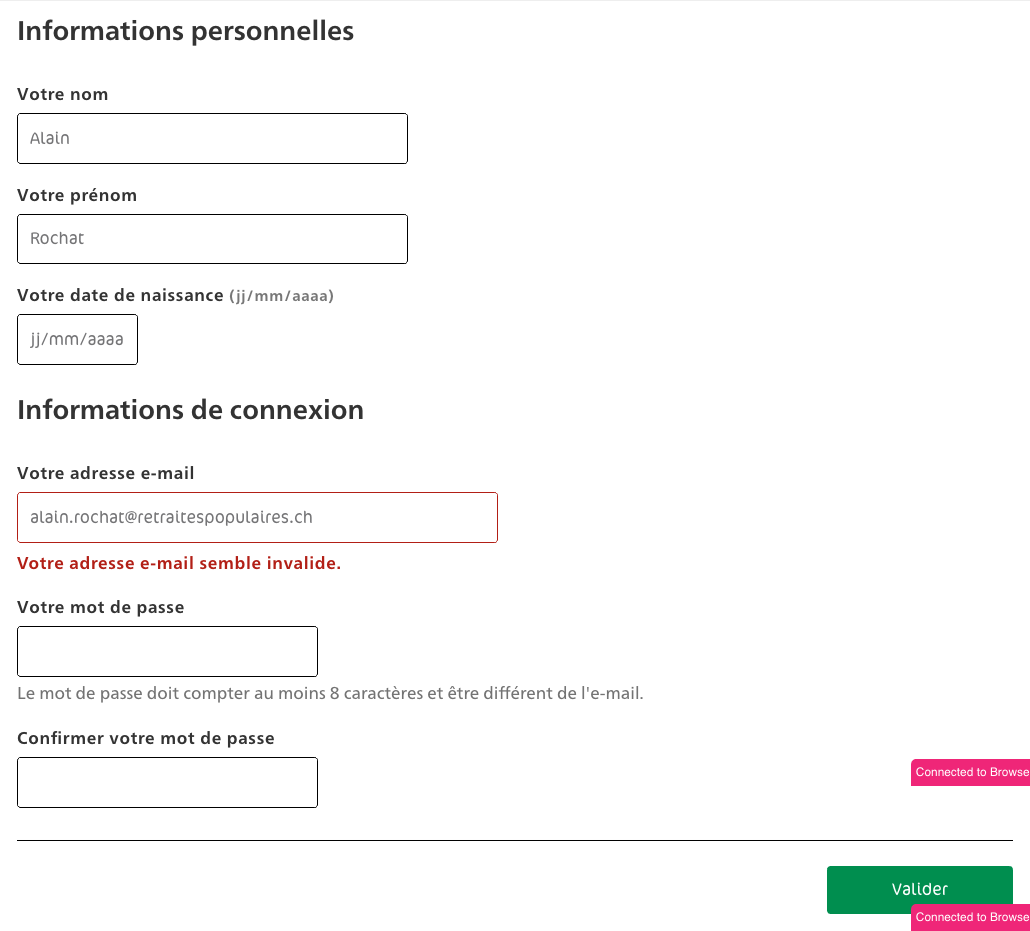 Informations personnelles
Votre nom
Alain
Votre prénom
Rochat
Votre date de naissance (jj/mm/aaaa)
jj/mm/aaaa
Informations de connexion
Votre adresse e-mail
alain.rochat@retraitespopulaires.ch
Votre adresse e-mail semble invalide.
Votre mot de passe
Le mot de passe doit compter au moins 8 caractères et être différent de l'e-mail.
Confirmer votre mot de passe
Connected to Browse
Valider
Connected to Browse